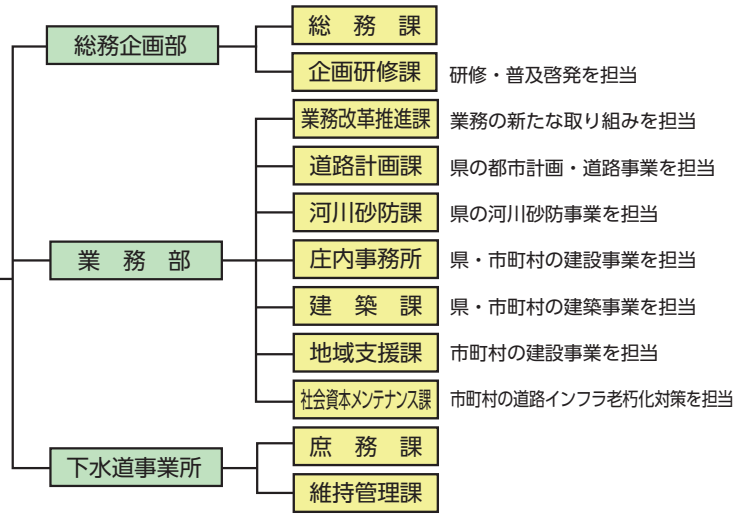 総務企画部
総務課
企画研修課 研修・普及啓発を担当
業務部
業務改革推進課 業務の新たな取り組みを担当
道路計画課 県の都市計画・道路事業を担当
河川砂防課 県の河川砂防事業を担当
庄内事務所 県・市町村の建設事業を担当
建築課 県・市町村の建築事業を担当
地域支援課 市町村の建設事業を担当
社会資本メンテナンス課 市町村の道路インフラ老朽化対策を担当
下水道事業所
庶務課
維持管理課